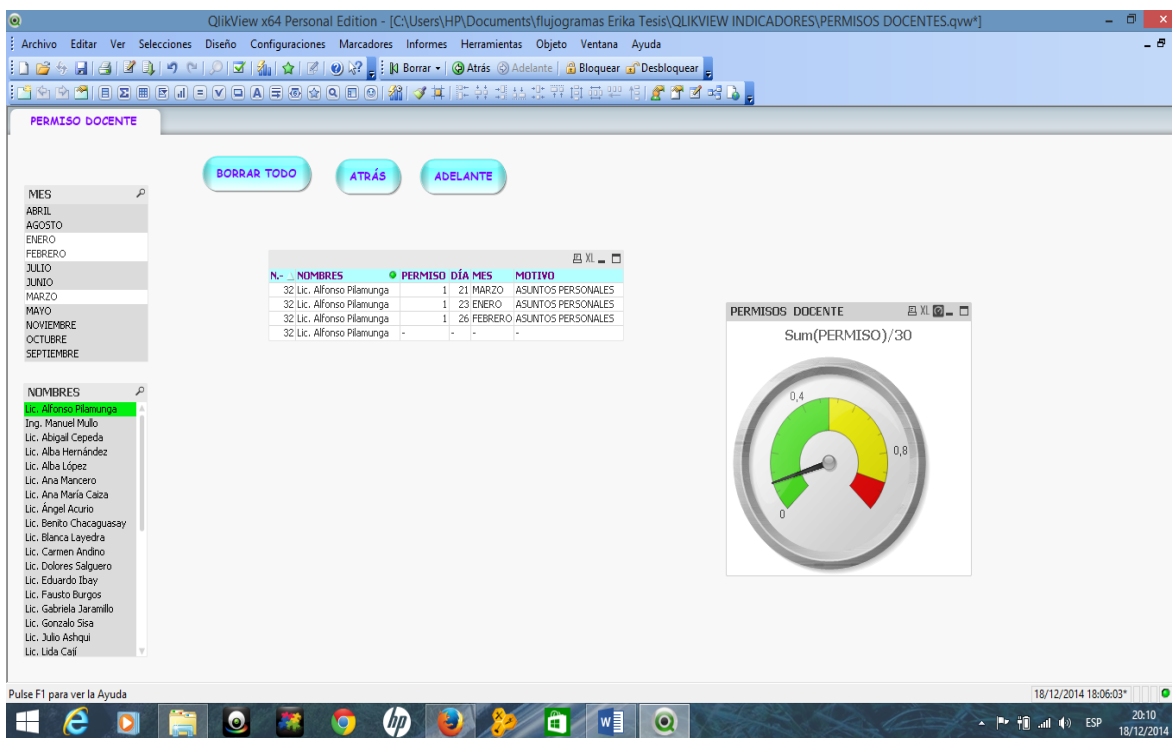 QlikView x64 Personal Edition - [C:\Users\HP\Documents\flujogramas Erika Tesis\QLIKVIEW INDICADORES\PERMISOS DOCENTES.qvw*]
Archivo Editar Ver Selecciones Diseño Configuraciones Marcadores Informes Herramientas Objeto Ventana Ayuda
Borrar Atrás Adelante Bloquear Desbloquear
PERMISO DOCENTE
BORRAR TODO ATRÁS ADELANTE
MES
ABRIL
AGOSTO
ENERO
FEBRERO
JULIO
JUNIO
MARZO
MAYO
NOVIEMBRE
OCTUBRE
SEPTIEMBRE
XL
N.- NOMBRES PERMISO DÍA MES MOTIVO
32 Lic. Alfonso Pilamunga 1 21 MARZO ASUNTOS PERSONALES
32 Lic. Alfonso Pilamunga 1 23 ENERO ASUNTOS PERSONALES
32 Lic. Alfonso Pilamunga 1 26 FEBRERO ASUNTOS PERSONALES
32 Lic. Alfonso Pilamunga - - - -
PERMISOS DOCENTE XL
Sum(PERMISO)/30
0,4
0,8
0
NOMBRES
Lic. Alfonso Pilamunga
Ing. Manuel Mullo
Lic. Abigail Cepeda
Lic. Alba Hernández
Lic. Alba López
Lic. Ana Mancero
Lic. Ana María Caiza
Lic. Ángel Acurio
Lic. Benito Chacaguasay
Lic. Blanca Layedra
Lic. Carmen Andino
Lic. Dolores Salguero
Lic. Eduardo Ibay
Lic. Fausto Burgos
Lic. Gabriela Jaramillo
Lic. Gonzalo Sisa
Lic. Julio Ashqui
Lic. Lida Cají
Pulse F1 para ver la Ayuda
18/12/2014 18:06:03*
hp
ESP
20:10
18/12/2014